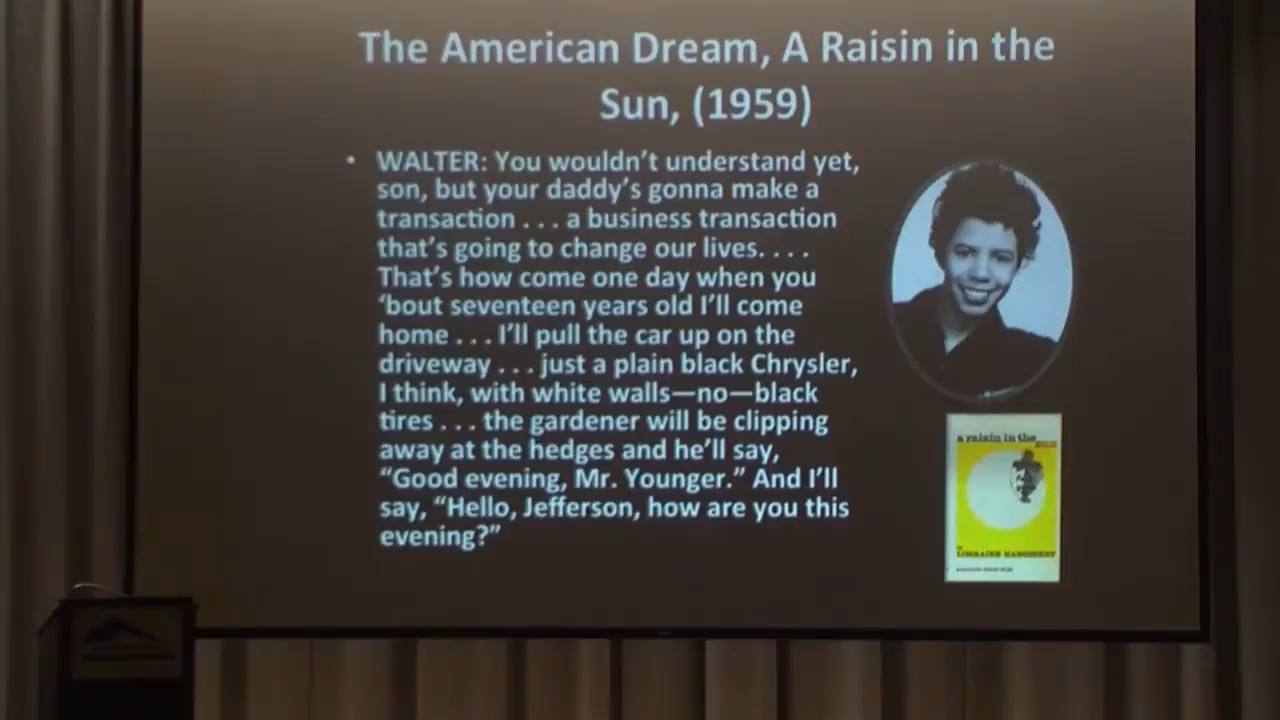 The American Dream, A Raisin in the
Sun, (1959)
• WALTER: You wouldn't understand yet,
son, but your daddy's gonna make a
transaction . . . a business transaction
that's going to change our lives. . . .
That's how come one day when you
‘bout seventeen years old I'll come
home . . . I'll pull the car up on the
driveway . . . just a plain black Chrysler,
I think, with white walls—no—black
tires . . . the gardener will be clipping
away at the hedges and he'll say,
“Good evening, Mr. Younger.” And I'll
say, “Hello, Jefferson, how are you this
evening?”
a raisin in the
sun
by
LORRAINE HANSBERRY